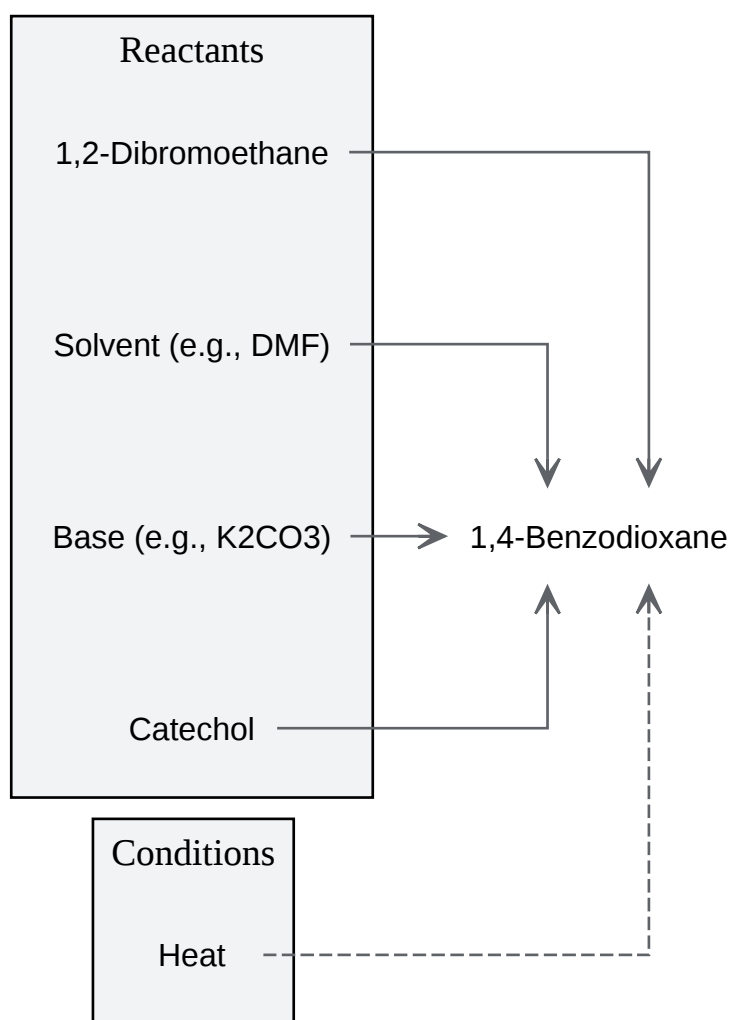 Reactants
1,2-Dibromoethane
Solvent (e.g., DMF)
Base (e.g., K2CO3)
1,4-Benzodioxane
Catechol
Conditions
Heat